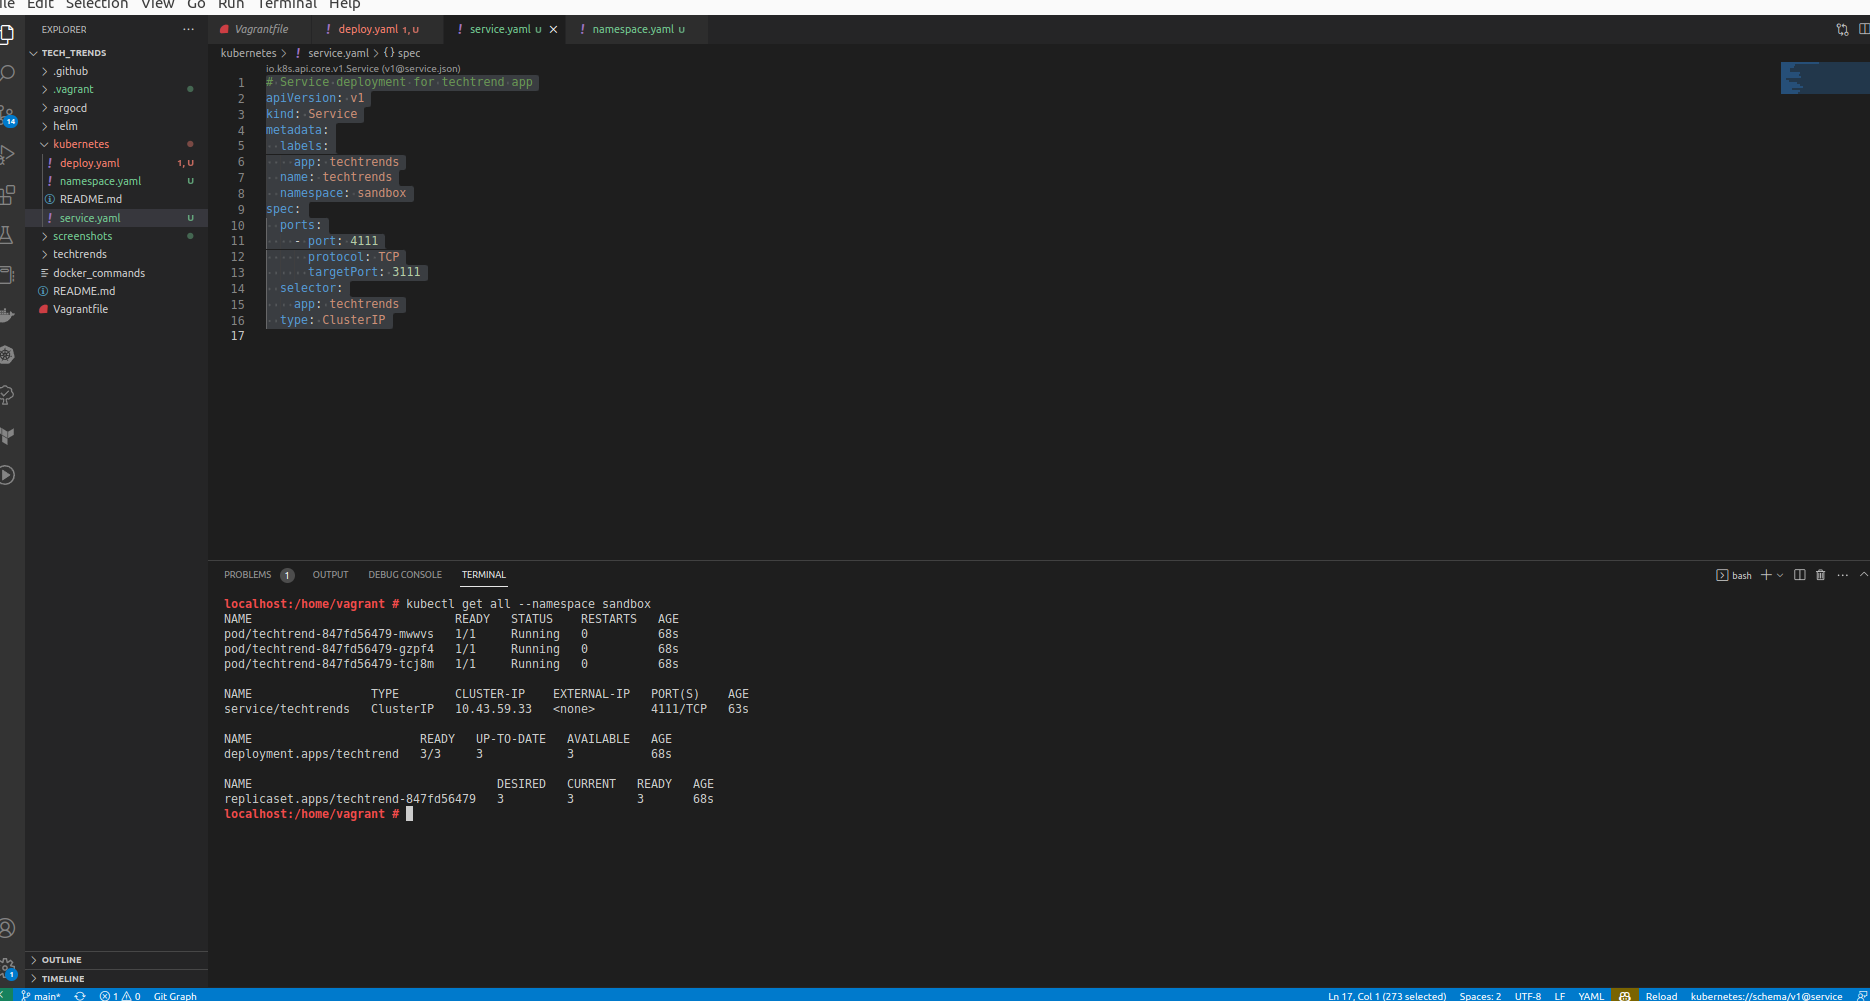 ile Edit Selection View Go Run Terminal Help
EXPLORER
TECH_TRENDS
.github
.vagrant
argocd
helm
kubernetes
deploy.yaml 1, U
namespace.yaml U
README.md
service.yaml U
screenshots
techtrends
docker_commands
README.md
Vagrantfile
OUTLINE
TIMELINE
14
1
Vagrantfile
deploy.yaml 1, U
service.yaml U
namespace.yaml U
kubernetes > ! service.yaml > {} spec
io.k8s.api.core.v1.Service (v1@service.json)
1 # Service deployment for techtrend app
2 apiVersion: v1
3 kind: Service
4 metadata:
5   labels:
6     app: techtrends
7   name: techtrends
8   namespace: sandbox
9 spec:
10   ports:
11     - port: 4111
12       protocol: TCP
13       targetPort: 3111
14   selector:
15     app: techtrends
16   type: ClusterIP
17
PROBLEMS 1 OUTPUT DEBUG CONSOLE TERMINAL
bash
localhost:/home/vagrant # kubectl get all --namespace sandbox
NAME READY STATUS RESTARTS AGE
pod/techtrend-847fd56479-mwwvs 1/1 Running 0 68s
pod/techtrend-847fd56479-gzpf4 1/1 Running 0 68s
pod/techtrend-847fd56479-tcj8m 1/1 Running 0 68s
NAME TYPE CLUSTER-IP EXTERNAL-IP PORT(S) AGE
service/techtrends ClusterIP 10.43.59.33 <none> 4111/TCP 63s
NAME READY UP-TO-DATE AVAILABLE AGE
deployment.apps/techtrend 3/3 3 3 68s
NAME DESIRED CURRENT READY AGE
replicaset.apps/techtrend-847fd56479 3 3 3 68s
localhost:/home/vagrant #
main* 1 0 Git Graph
Ln 17, Col 1 (273 selected) Spaces: 2 UTF-8 LF YAML Reload kubernetes://schema/v1@service